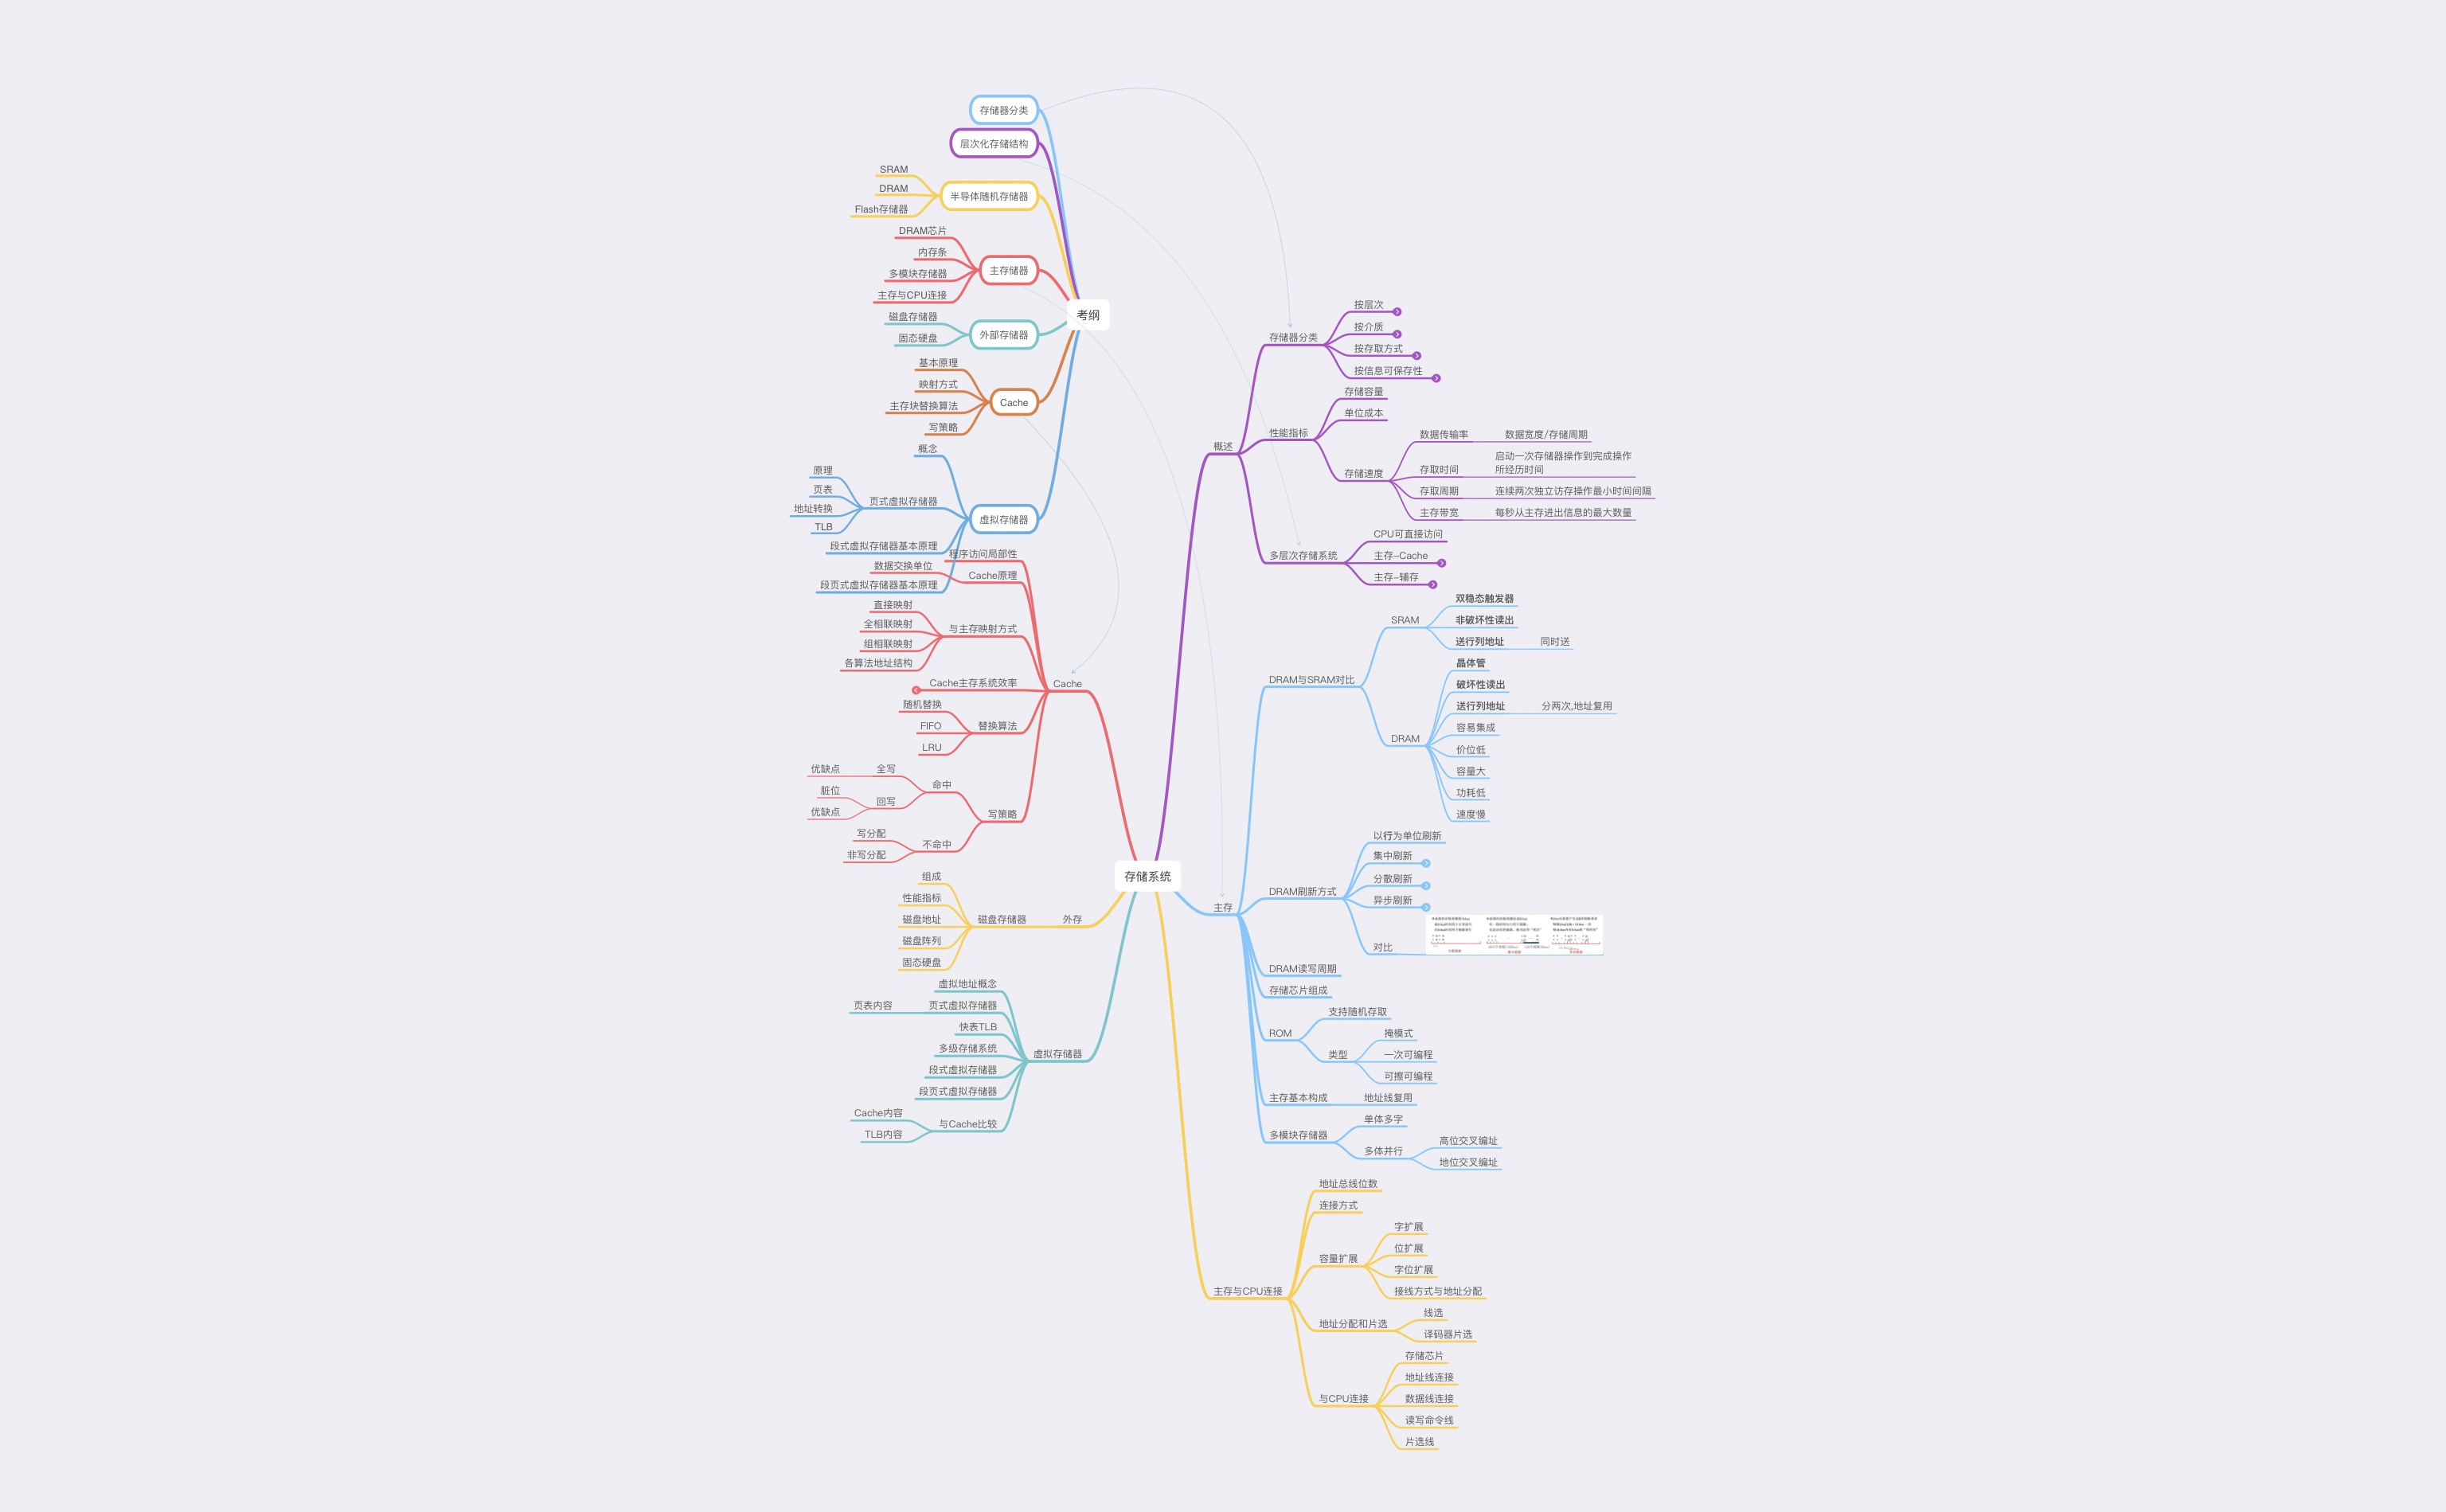 考纲
存储器分类
层次化存储结构
半导体随机存储器
SRAM
DRAM
Flash存储器
主存储器
DRAM芯片
内存条
多模块存储器
主存与CPU连接
外部存储器
磁盘存储器
固态硬盘
Cache
基本原理
映射方式
主存块替换算法
写策略
虚拟存储器
概念
页式虚拟存储器
原理
页表
地址转换
TLB
段式虚拟存储器基本原理
段页式虚拟存储器基本原理
存储系统
概述
存储器分类
按层次
按介质
按存取方式
按信息可保存性
性能指标
存储容量
单位成本
存储速度
数据传输率
数据宽度/存储周期
存取时间
启动一次存储器操作到完成操作
所经历时间
存取周期
连续两次独立访存操作最小时间间隔
主存带宽
每秒从主存进出信息的最大数量
多层次存储系统
CPU可直接访问
主存-Cache
主存-辅存
主存
DRAM与SRAM对比
SRAM
双稳态触发器
非破坏性读出
送行列地址
同时送
DRAM
晶体管
破坏性读出
送行列地址
分两次,地址复用
容易集成
价位低
容量大
功耗低
速度慢
DRAM刷新方式
以行为单位刷新
集中刷新
分散刷新
异步刷新
对比
DRAM读写周期
存储芯片组成
ROM
支持随机存取
类型
掩模式
一次可编程
可擦可编程
主存基本构成
地址线复用
多模块存储器
单体多字
多体并行
高位交叉编址
地位交叉编址
主存与CPU连接
地址总线位数
连接方式
容量扩展
字扩展
位扩展
字位扩展
接线方式与地址分配
地址分配和片选
线选
译码器片选
与CPU连接
存储芯片
地址线连接
数据线连接
读写命令线
片选线
Cache
程序访问局部性
Cache原理
数据交换单位
与主存映射方式
直接映射
全相联映射
组相联映射
各算法地址结构
Cache主存系统效率
替换算法
随机替换
FIFO
LRU
写策略
命中
全写
优缺点
回写
脏位
优缺点
不命中
写分配
非写分配
外存
磁盘存储器
组成
性能指标
磁盘地址
磁盘阵列
固态硬盘
虚拟存储器
虚拟地址概念
页式虚拟存储器
页表内容
快表TLB
多级存储系统
段式虚拟存储器
段页式虚拟存储器
与Cache比较
Cache内容
TLB内容